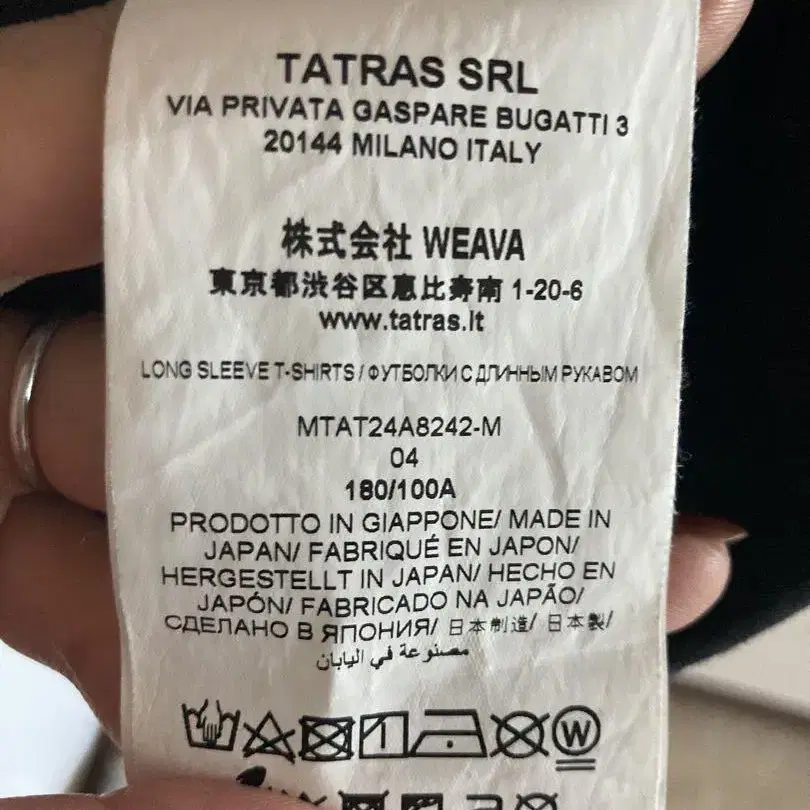 TATRAS SRL
VIA PRIVATA GASPARE BUGATTI 3
20144 MILANO ITALY
株式会社 WEAVA
東京都渋谷区恵比寿南 1-20-6
www.tatras.it
LONG SLEEVE T-SHIRTS / ФУТБОЛКИ С ДЛИННЫМ РУКАВОМ
MTAT24A8242-M
04
180/100A
PRODOTTO IN GIAPPONE/ MADE IN
JAPAN/ FABRIQUÉ EN JAPON/
HERGESTELLT IN JAPAN/ HECHO EN
JAPÓN/ FABRICADO NA JAPÃO/
СДЕЛАНО В ЯПОНИЯ/ 日本制造/ 日本製/
مصنوعة في اليابان
W